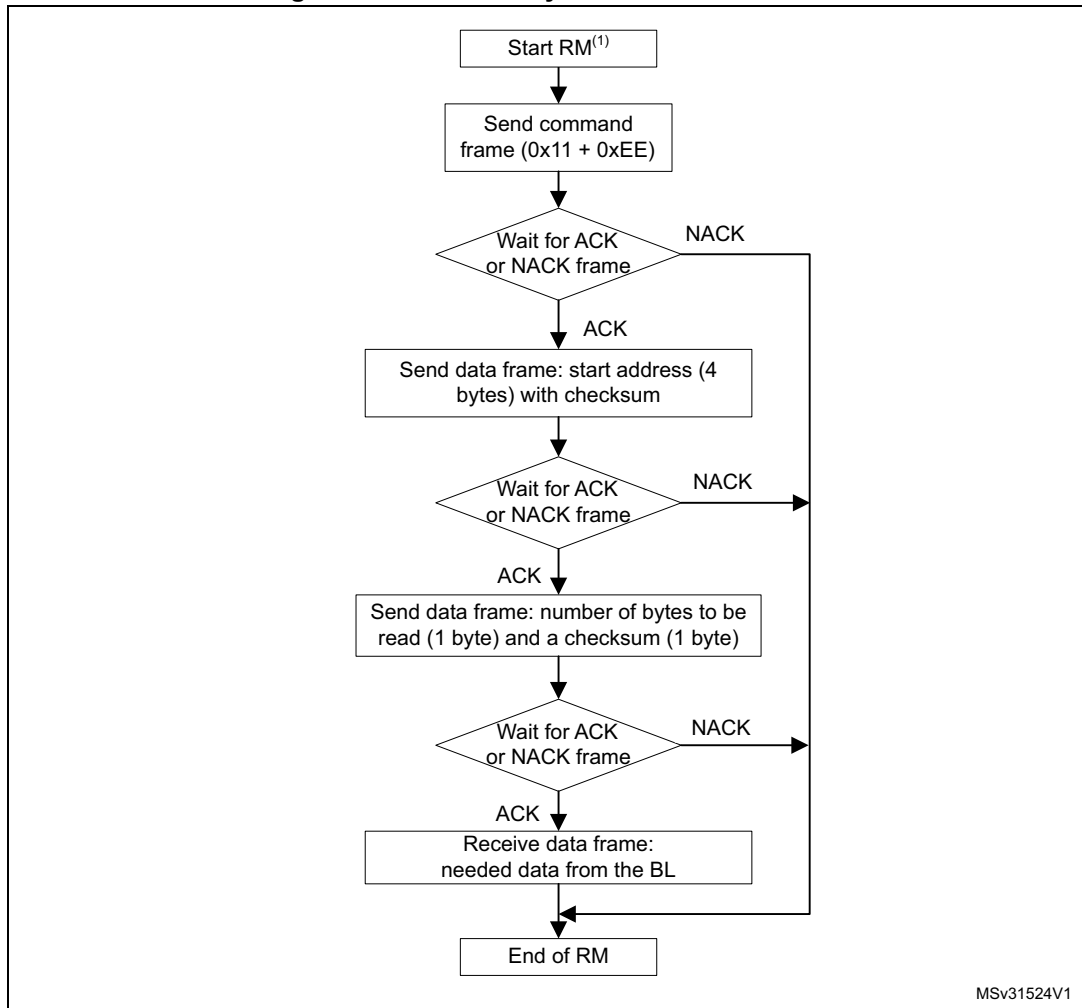 Start RM(1)
Send command
frame (0x11 + 0xEE)
Wait for ACK
or NACK frame
NACK
ACK
Send data frame: start address (4
bytes) with checksum
Wait for ACK
or NACK frame
NACK
ACK
Send data frame: number of bytes to be
read (1 byte) and a checksum (1 byte)
Wait for ACK
or NACK frame
NACK
ACK
Receive data frame:
needed data from the BL
End of RM
MSv31524V1